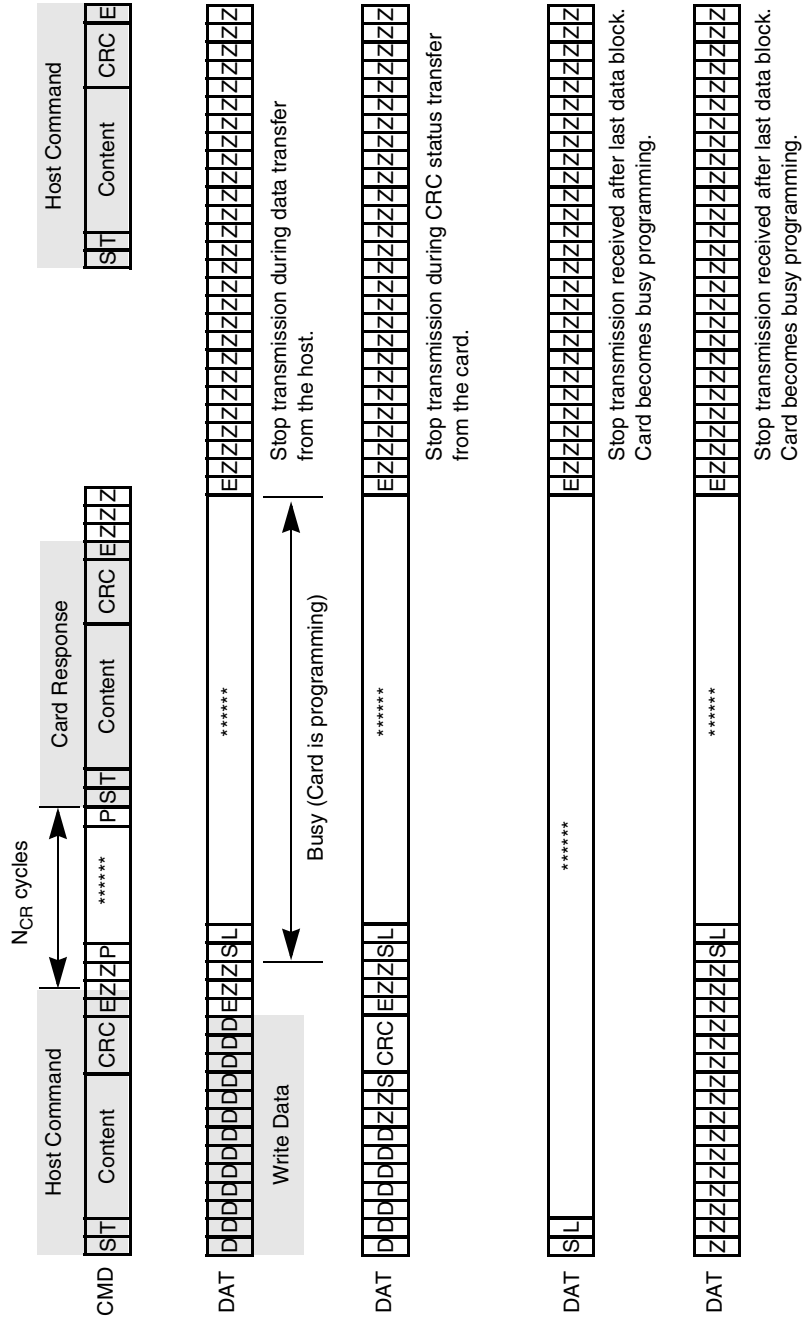 N_CR cycles
Host Command Card Response Host Command
CMD S T Content CRC E Z Z P ****** P S T Content CRC E Z Z Z S T Content CRC E
DAT D D D D D D D D D D D D D E Z Z S L ****** E Z Z Z Z Z Z Z Z Z Z Z Z Z Z Z Z Z Z Z Z Z Z Z Z Z Z
Write Data
Busy (Card is programming)
Stop transmission during data transfer
from the host.
DAT D D D D D D D Z Z S CRC E Z Z S L ****** E Z Z Z Z Z Z Z Z Z Z Z Z Z Z Z Z Z Z Z Z Z Z Z Z Z Z
Stop transmission during CRC status transfer
from the card.
DAT S L ****** E Z Z Z Z Z Z Z Z Z Z Z Z Z Z Z Z Z Z Z Z Z Z Z Z Z Z
Stop transmission received after last data block.
Card becomes busy programming.
DAT Z Z Z Z Z Z Z Z Z Z Z Z Z Z Z Z S L ****** E Z Z Z Z Z Z Z Z Z Z Z Z Z Z Z Z Z Z Z Z Z Z Z Z Z Z
Stop transmission received after last data block.
Card becomes busy programming.